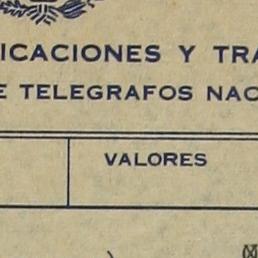 ICACIONES Y TRA
E TELEGRAFOS NAC
VALORES